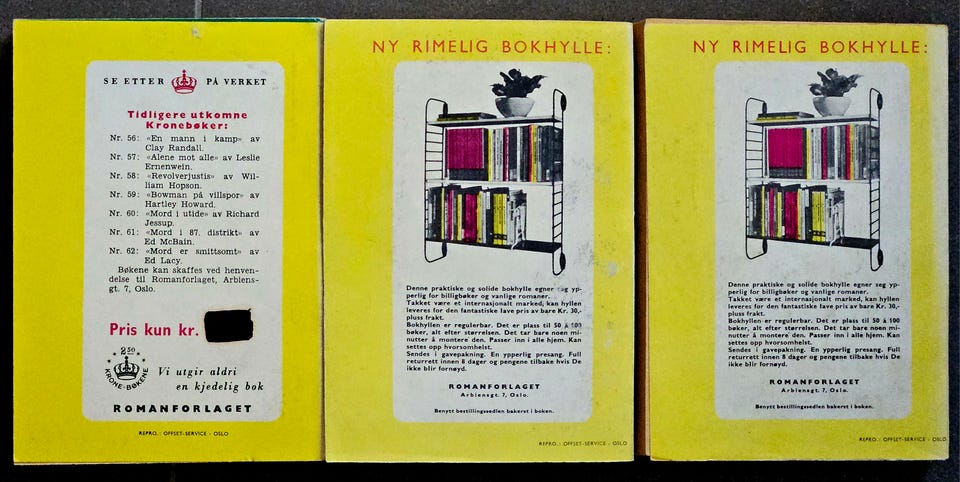 SE ETTER PÅ VERKET
Tidligere utkomne
Kronebøker:
Nr. 56: «En mann i kamp» av
Clay Randall.
Nr. 57: «Alene mot alle» av Leslie
Ernenwein.
Nr. 58: «Revolverjustis» av Wil-
liam Hopson.
Nr. 59: «Bowman på villspor» av
Hartley Howard.
Nr. 60: «Mord i utide» av Richard
Jessup.
Nr. 61: «Mord i 87. distrikt» av
Ed McBain.
Nr. 62: «Mord er smittsomt» av
Ed Lacy.
Bøkene kan skaffes ved henven-
delse til Romanforlaget, Arbiens-
gt. 7, Oslo.
Pris kun kr.
2.50
KRONE-BØKENE
Vi utgir aldri
en kjedelig bok
ROMANFORLAGET
REPRO.: OFFSET-SERVICE - OSLO
NY RIMELIG BOKHYLLE:
Denne praktiske og solide bokhylle egner seg yp-
perlig for billigbøker og vanlige romaner.
Takket være et internasjonalt marked, kan hyllen
leveres for den fantastiske lave pris av bare Kr. 30,-
pluss frakt.
Bokhyllen er regulerbar. Det er plass til 50 à 100
bøker, alt efter størrelsen. Det tar bare noen mi-
nutter å montere den. Passer inn i alle hjem. Kan
settes opp hvorsomhelst.
Sendes i gavepakning. En ypperlig presang. Full
returrett innen 8 dager og pengene tilbake hvis De
ikke blir fornøyd.
ROMANFORLAGET
Arbiensgt. 7, Oslo.
Benytt bestillingssedlen bakerst i boken.
REPRO.: OFFSET-SERVICE - OSLO
NY RIMELIG BOKHYLLE:
Denne praktiske og solide bokhylle egner seg yp-
perlig for billigbøker og vanlige romaner.
Takket være et internasjonalt marked, kan hyllen
leveres for den fantastiske lave pris av bare Kr. 30,-
pluss frakt.
Bokhyllen er regulerbar. Det er plass til 50 à 100
bøker, alt efter størrelsen. Det tar bare noen mi-
nutter å montere den. Passer inn i alle hjem. Kan
settes opp hvorsomhelst.
Sendes i gavepakning. En ypperlig presang. Full
returrett innen 8 dager og pengene tilbake hvis De
ikke blir fornøyd.
ROMANFORLAGET
Arbiensgt. 7, Oslo.
Benytt bestillingssedlen bakerst i boken.
REPRO.: OFFSET-SERVICE - OSLO